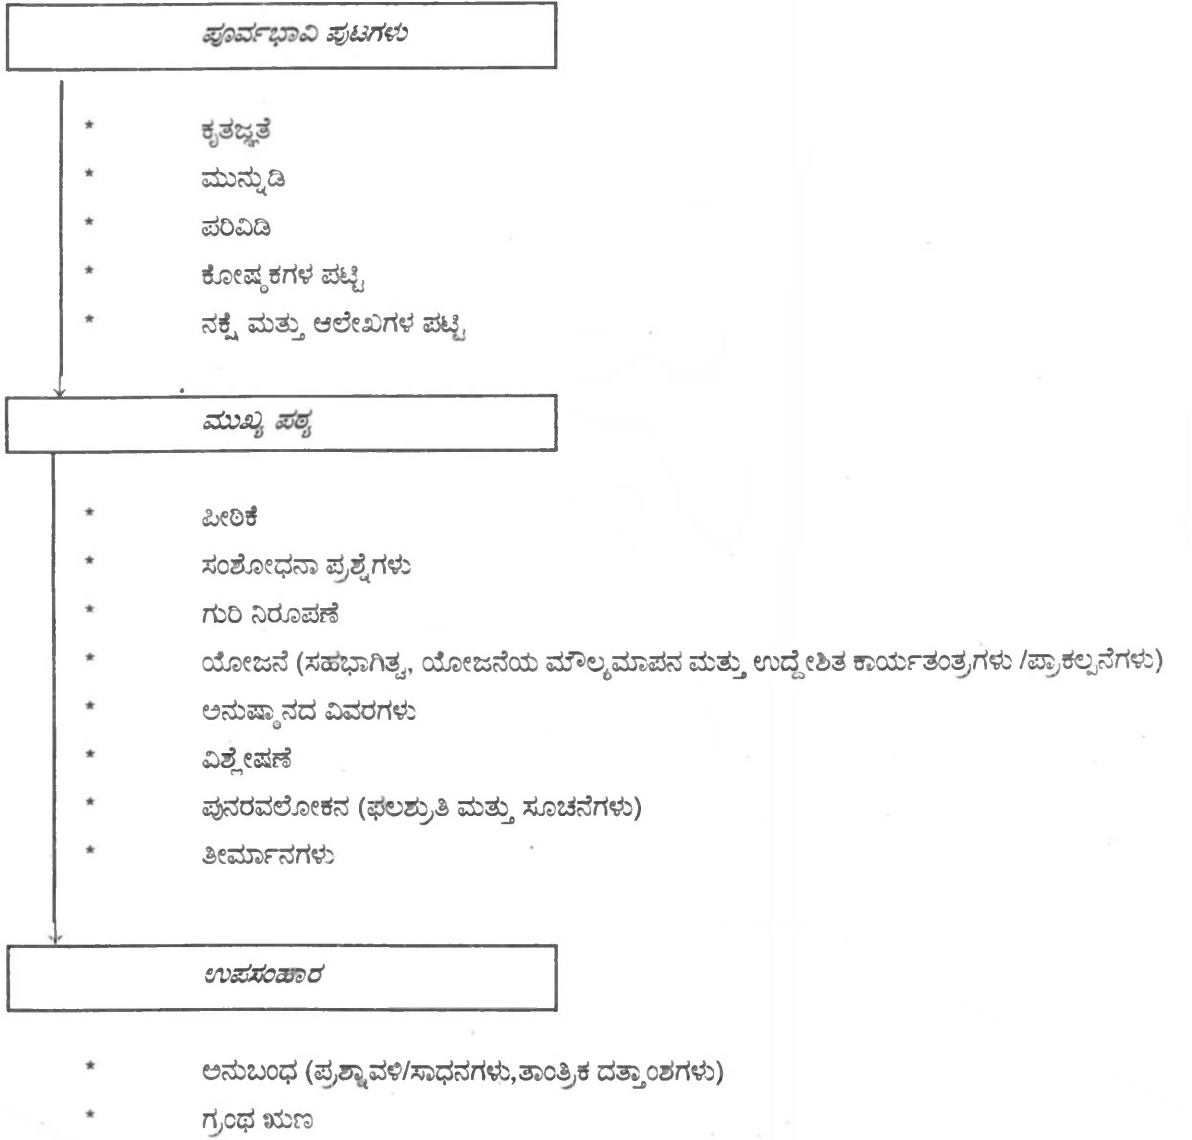 ಪೂರ್ವಭಾವಿ ಪುಟಗಳು
* ಕೃತಜ್ಞತೆ
* ಮುನ್ನುಡಿ
* ಪರಿವಿಡಿ
* ಕೋಷ್ಠಕಗಳ ಪಟ್ಟಿ
* ನಕ್ಷೆ ಮತ್ತು ಆಲೇಖಗಳ ಪಟ್ಟಿ
ಮುಖ್ಯ ಪಠ್ಯ
* ಪೀಠಿಕೆ
* ಸಂಶೋಧನಾ ಪ್ರಶ್ನೆಗಳು
* ಗುರಿ ನಿರೂಪಣೆ
* ಯೋಜನೆ (ಸಹಭಾಗಿತ್ವ, ಯೋಜನೆಯ ಮೌಲ್ಯಮಾಪನ ಮತ್ತು ಉದ್ದೇಶಿತ ಕಾರ್ಯತಂತ್ರಗಳು /ಪ್ರಾಕಲ್ಪನೆಗಳು)
* ಅನುಷ್ಠಾನದ ವಿವರಗಳು
* ವಿಶ್ಲೇಷಣೆ
* ಪುನರವಲೋಕನ (ಫಲಶ್ರುತಿ ಮತ್ತು ಸೂಚನೆಗಳು)
* ತೀರ್ಮಾನಗಳು
ಉಪಸಂಹಾರ
* ಅನುಬಂಧ (ಪ್ರಶ್ನಾವಳಿ/ಸಾಧನಗಳು,ತಾಂತ್ರಿಕ ದತ್ತಾಂಶಗಳು)
* ಗ್ರಂಥ ಋಣ